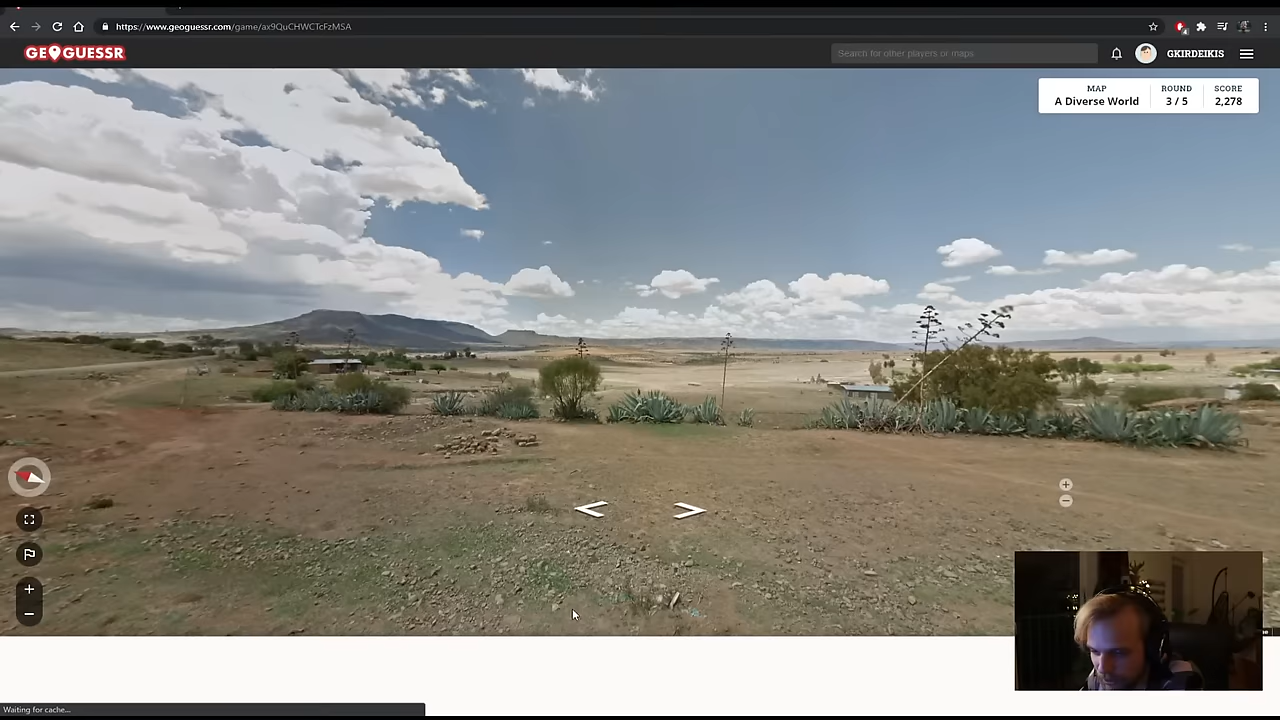 https://www.geoguessr.com/game/ax9QuCHWCTcFzMSA
GEOGUESSR
Search for other players or maps
GKIRDEIKIS
MAP
A Diverse World
ROUND
3 / 5
SCORE
2,278
Waiting for cache...